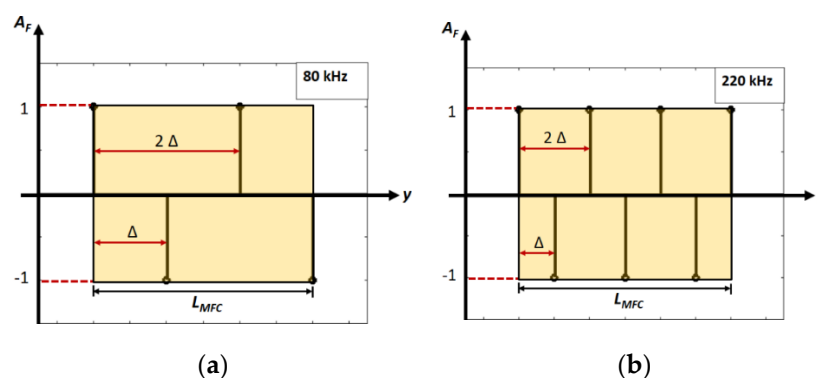 A_F
80 kHz
1
2 Δ
y
Δ
-1
L_MFC
(a)
A_F
220 kHz
1
2 Δ
Δ
-1
L_MFC
(b)